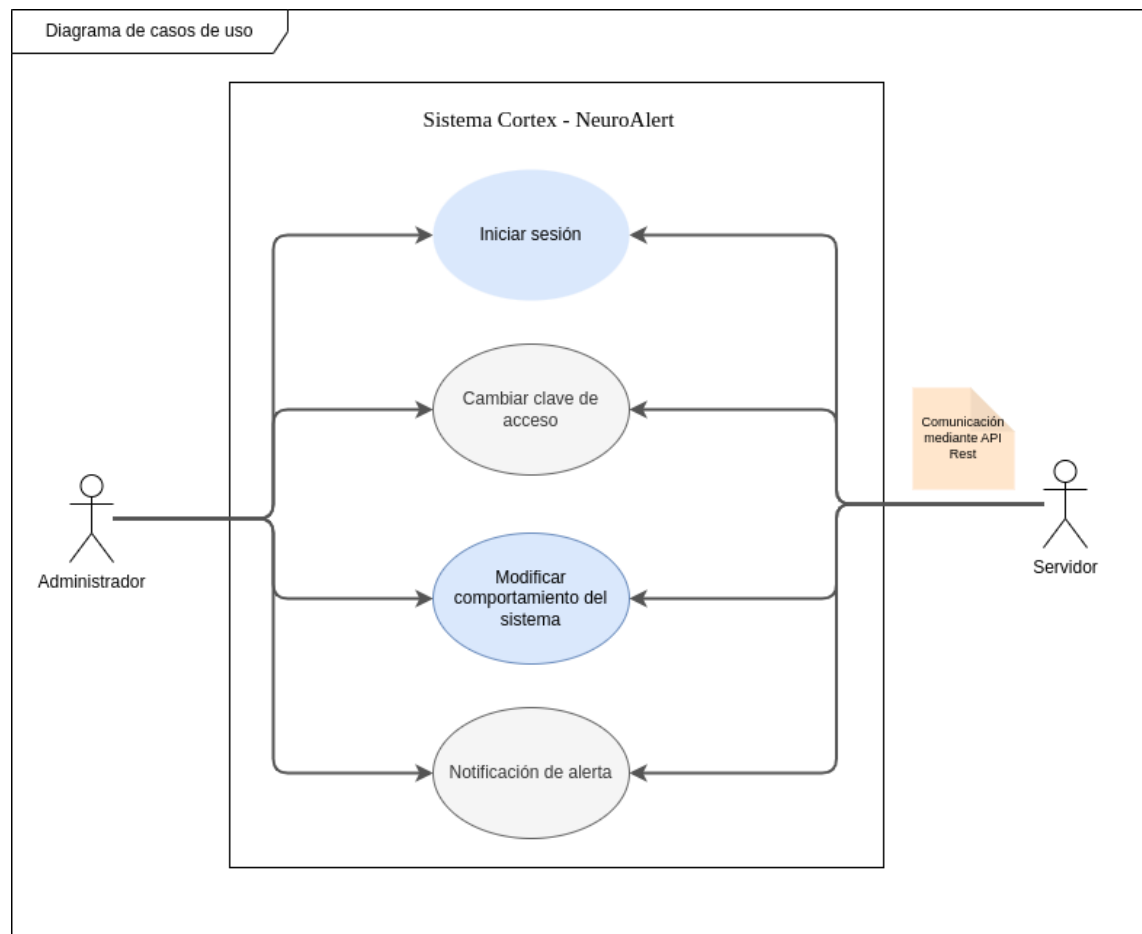 Diagrama de casos de uso
Sistema Cortex - NeuroAlert
Iniciar sesión
Cambiar clave de
acceso
Comunicación
mediante API
Rest
Administrador
Servidor
Modificar
comportamiento del
sistema
Notificación de alerta